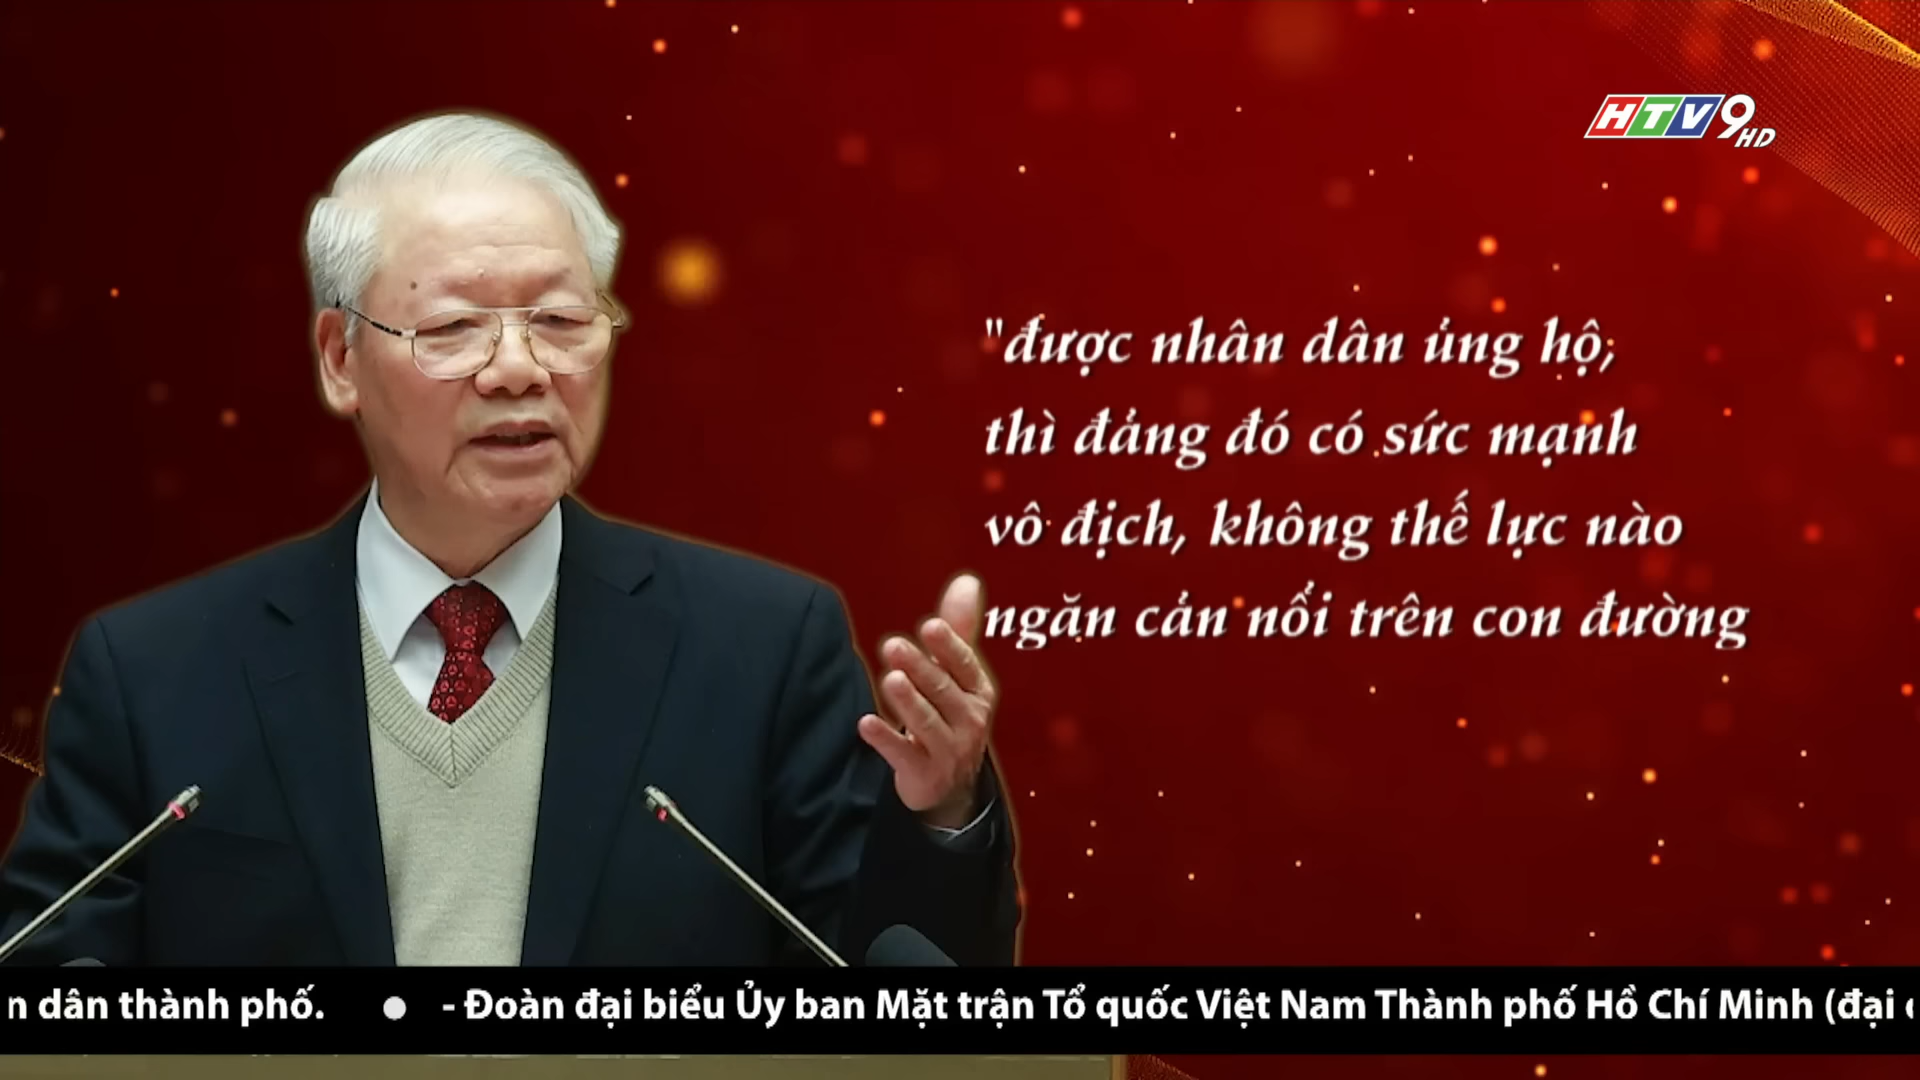 HTV9 HD
"được nhân dân ủng hộ,
thì đảng đó có sức mạnh
vô địch, không thế lực nào
ngăn cản nổi trên con đường
n dân thành phố. ● - Đoàn đại biểu Ủy ban Mặt trận Tổ quốc Việt Nam Thành phố Hồ Chí Minh (đại